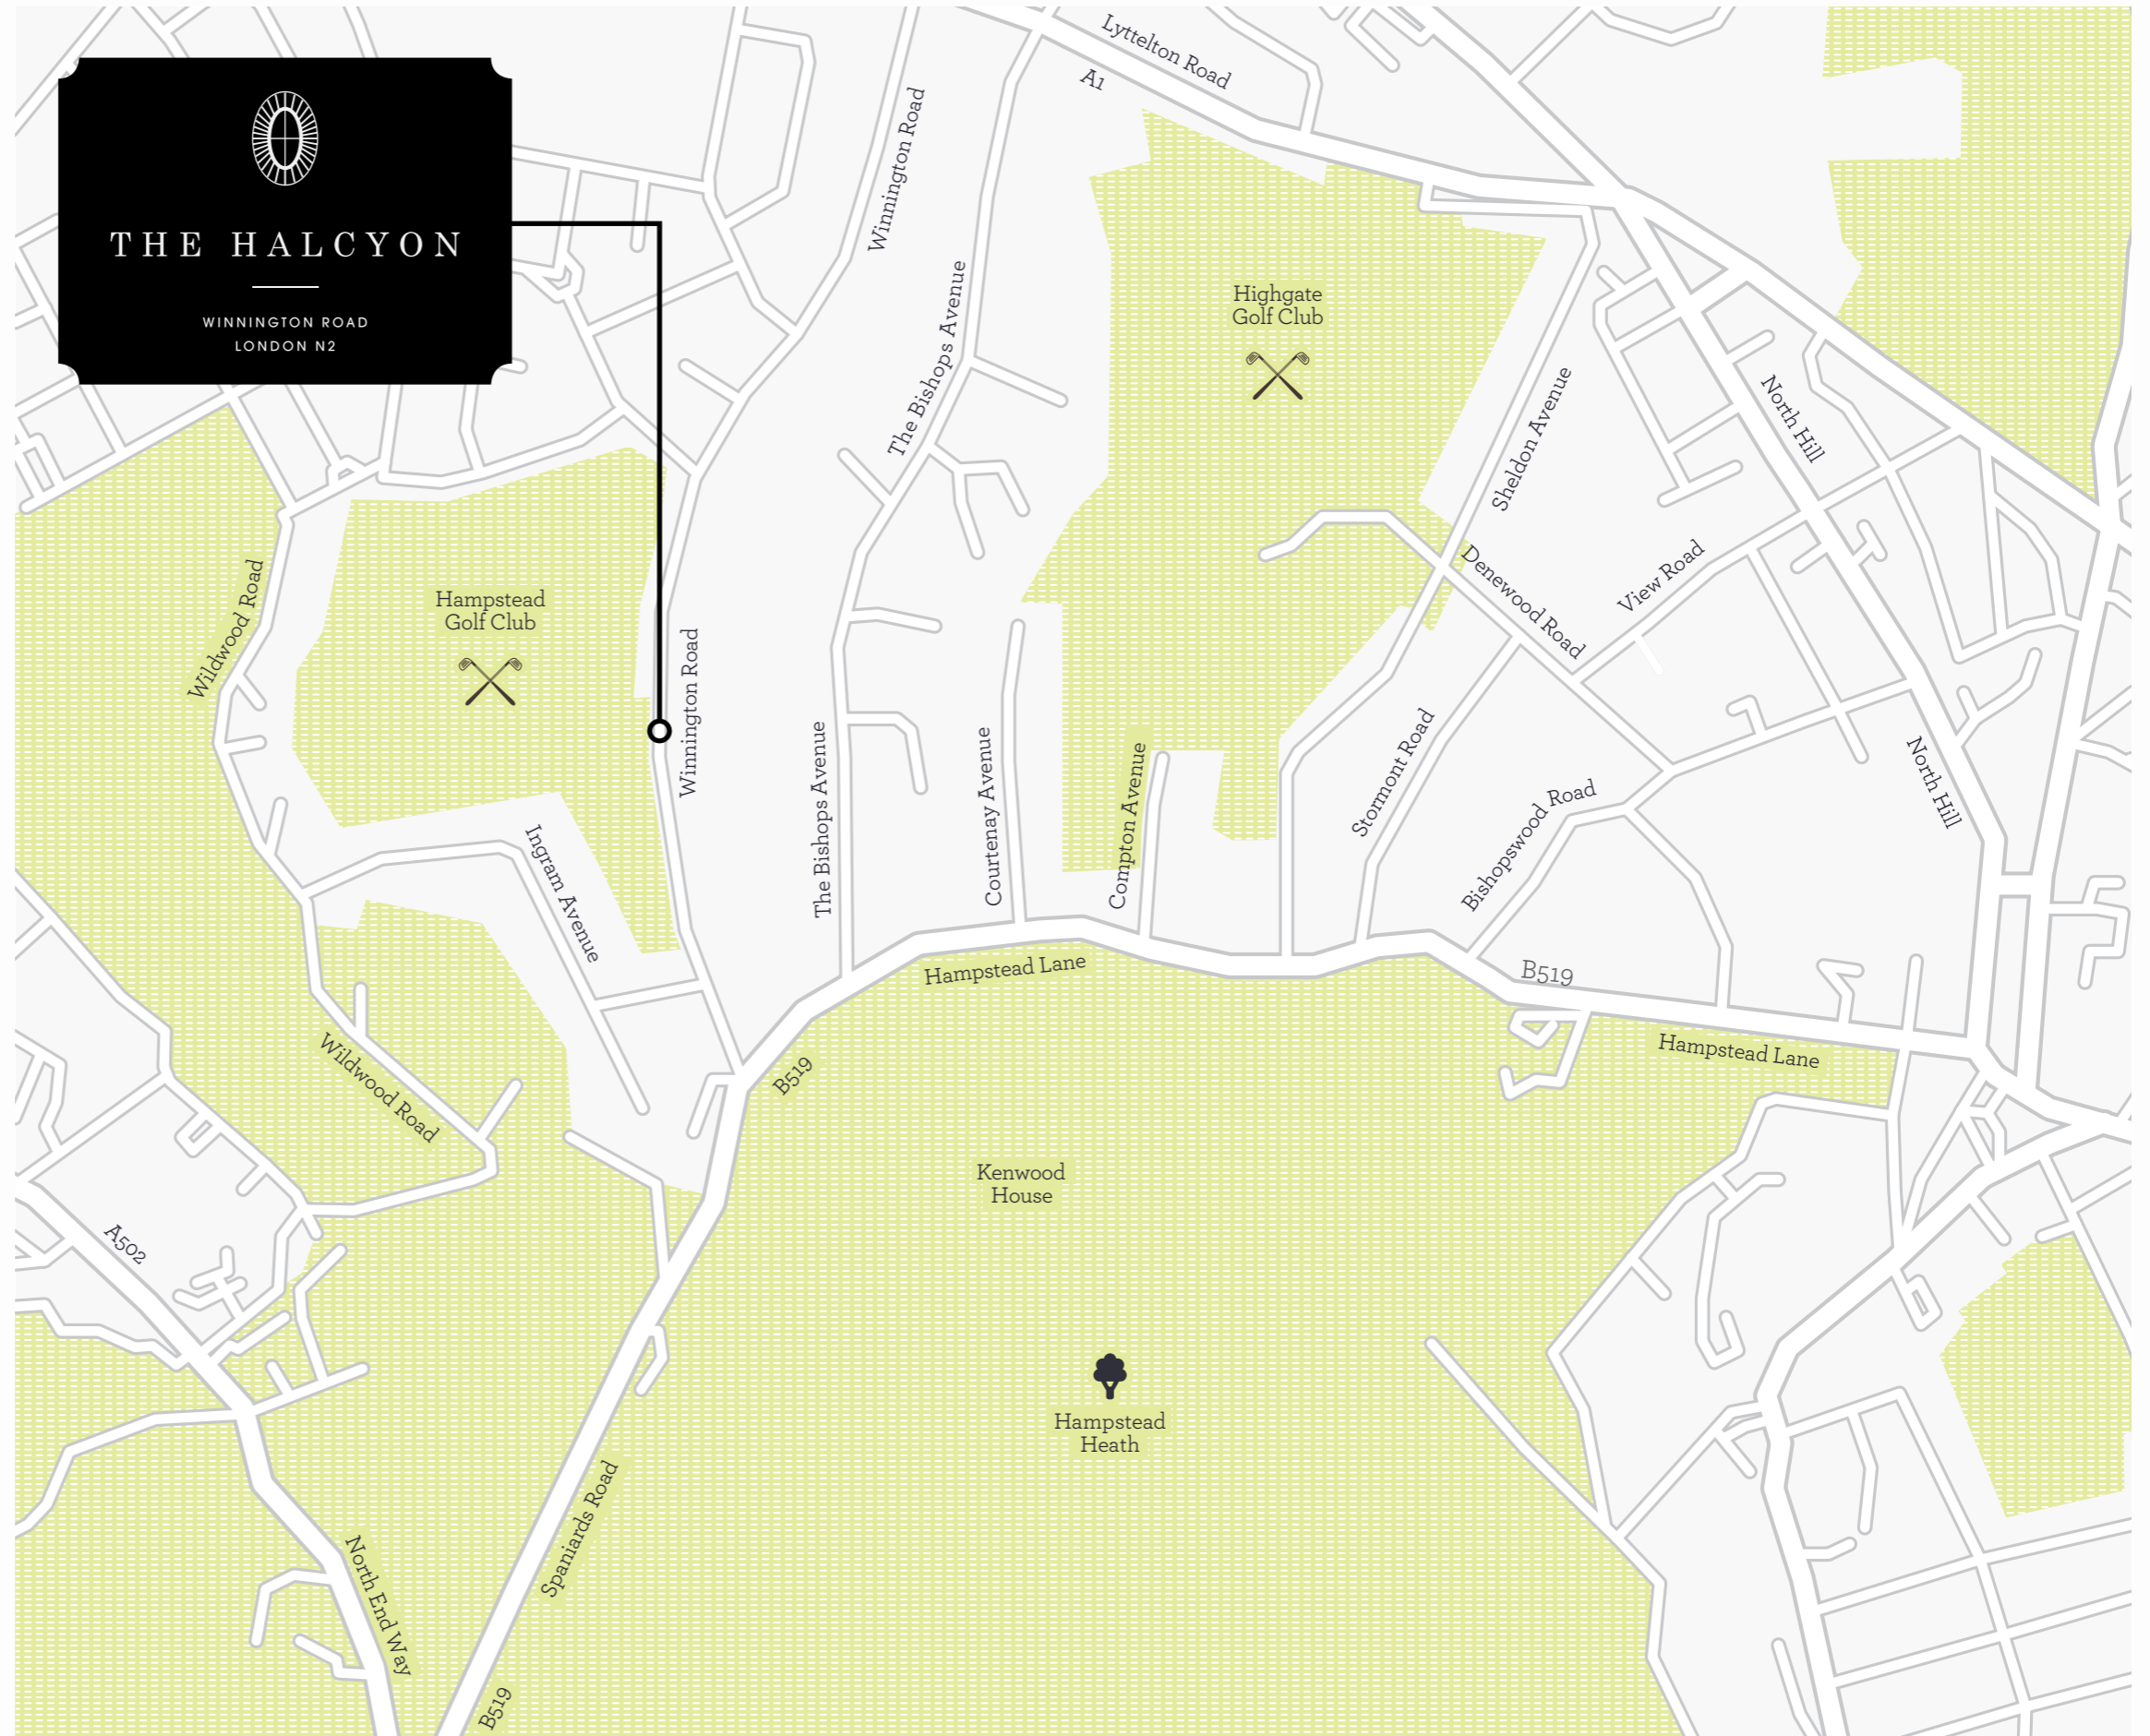 Lyttelton Road
A1
Winnington Road
THE HALCYON
WINNINGTON ROAD
LONDON N2
The Bishops Avenue
Highgate
Golf Club
Sheldon Avenue
North Hill
Wildwood Road
Hampstead
Golf Club
Denewood Road
View Road
Winnington Road
The Bishops Avenue
Courtenay Avenue
Compton Avenue
Stormont Road
Bishopswood Road
North Hill
Ingram Avenue
Hampstead Lane
B519
Hampstead Lane
Wildwood Road
B519
Kenwood
House
A502
Hampstead
Heath
Spaniards Road
North End Way
B519